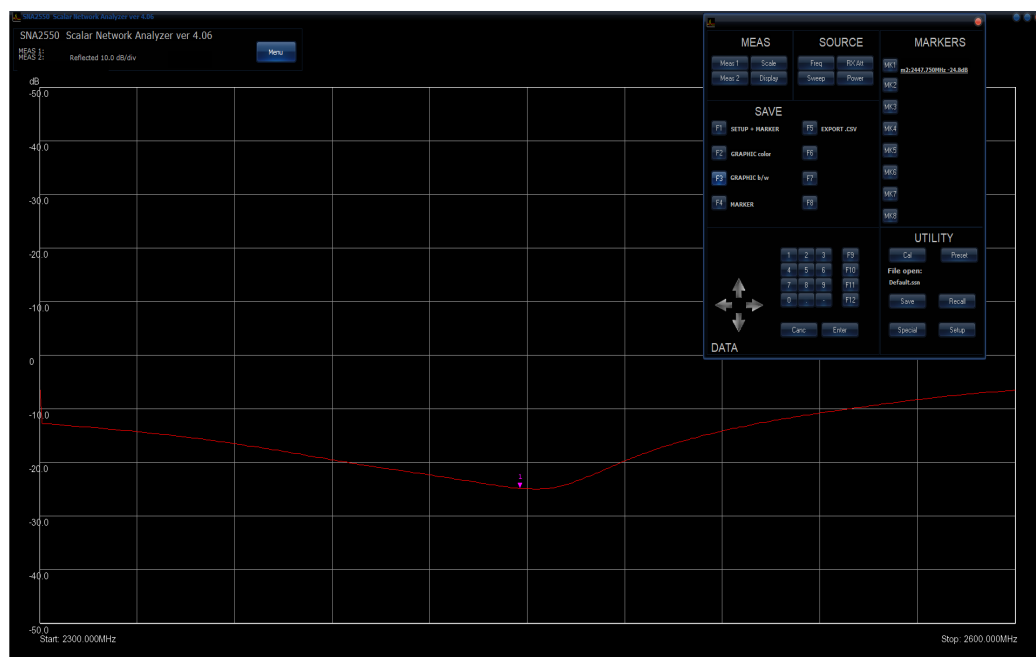 SNA2550 Scalar Network Analyzer ver 4.06
SNA2550 Scalar Network Analyzer ver 4.06
MEAS 1:
MEAS 2: Reflected 10.0 dB/div
Menu
dB
-50.0
-40.0
-30.0
-20.0
-10.0
0
-10.0
-20.0
-30.0
-40.0
-50.0
1
Start: 2300.000MHz
Stop: 2600.000MHz
MEAS
Meas 1 Scale
Meas 2 Display
SOURCE
Freq RX Att
Sweep Power
MARKERS
MK1 m2:2447.750MHz -24.8dB
MK2
MK3
MK4
MK5
MK6
MK7
MK8
SAVE
F1 SETUP + MARKER F5 EXPORT .CSV
F2 GRAPHIC color F6
F3 GRAPHIC b/w F7
F4 MARKER F8
1 2 3 F9
4 5 6 F10
7 8 9 F11
0 . - F12
Canc Enter
DATA
UTILITY
Cal Preset
File open:
Default.ssn
Save Recall
Special Setup